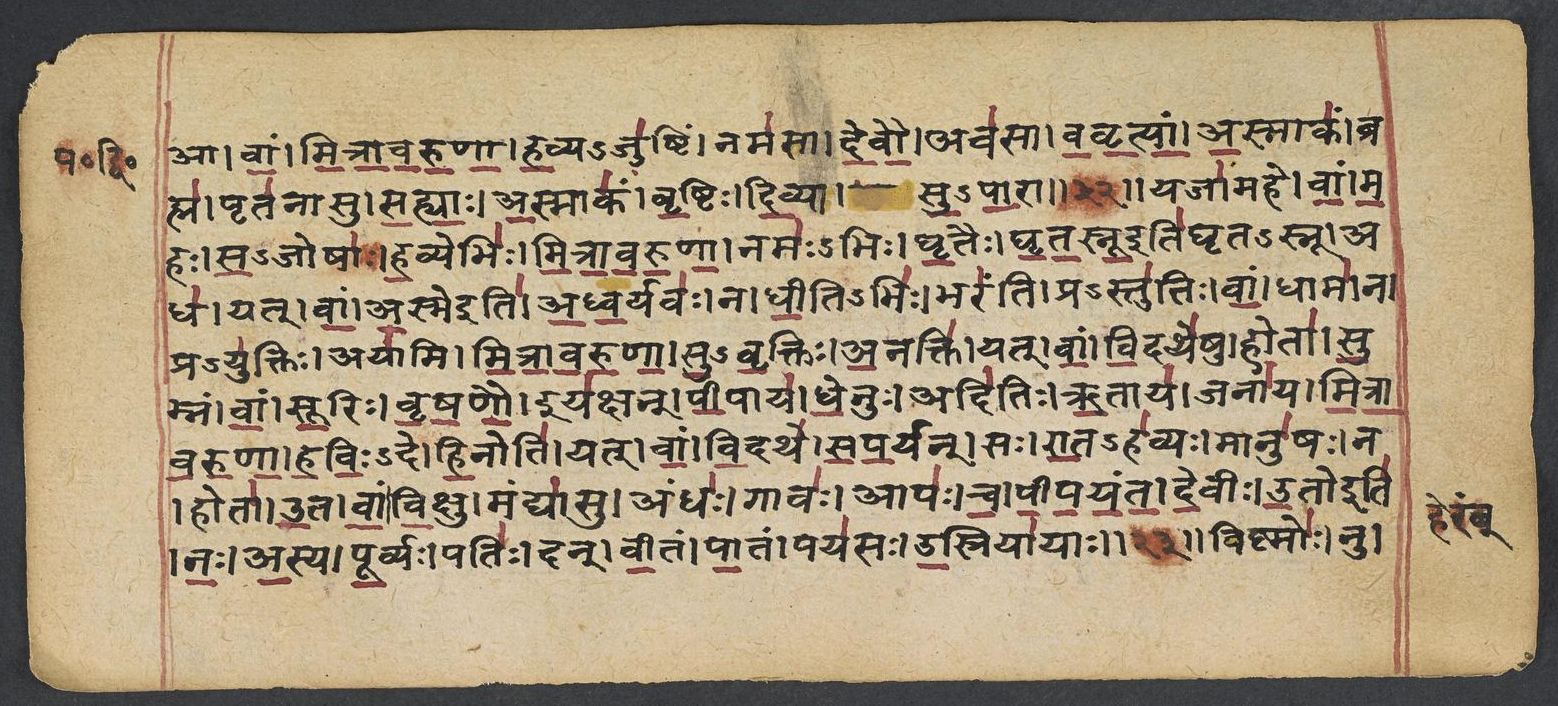 प॰द्वि॰
आ। वां। मित्रावरुणा। हव्यऽजुष्टिं। नमसा। देवौ। अवसा। ववृत्यां। अस्माकं। ब्र
ह्म। पृतनासु। सह्याः। अस्माकं। वृष्टिः। दिव्या। सुऽपारा॥ २२ ॥ यजामहे। वां। म
हः। सऽजोषाः। हव्येभिः। मित्रावरुणा। नमःऽभिः। घृतैः। घृतस्नूइति घृतऽस्नू। अ
ध। यत्। वां। अस्मेइति। अध्वर्यवः। न। धीतिऽभिः। भरंति। प्रऽस्तुतिः। वां। धाम। न।
प्रऽयुक्तिः। अयामि। मित्रावरुणा। सुऽवृक्तिः। अनक्ति। यत्। वां। विदथेषु। होता। सु
म्नं। वां। सूरिः। वृषणौ। इयक्षन्। पीपाय। धेनुः। अदितिः। ऋताय। जनाय। मित्रा
वरुणा। हविःऽदे। हिनोति। यत्। वां। विदथे। सपर्यन्। सः। रातऽहव्यः। मानुषः। न
। होता। उत। वां। विक्षु। मंद्यासु। अंधः। गावः। आपः। च। पीपयंत। देवीः। उतोइति
। नः। अस्य। पूर्व्यः। पतिः। दन्। वीतं। पातं। पयसः। उस्रियायाः॥ २३ ॥ विष्णोः। नु।
हेरंब